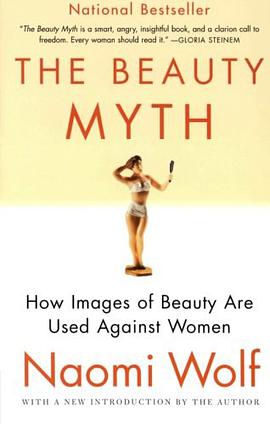 National Bestseller
"The Beauty Myth is a smart, angry, insightful book, and a clarion call to
freedom. Every woman should read it." —GLORIA STEINEM
THE BEAUTY
MYTH
How Images of Beauty Are
Used Against Women
Naomi Wolf
WITH A NEW INTRODUCTION BY THE AUTHOR